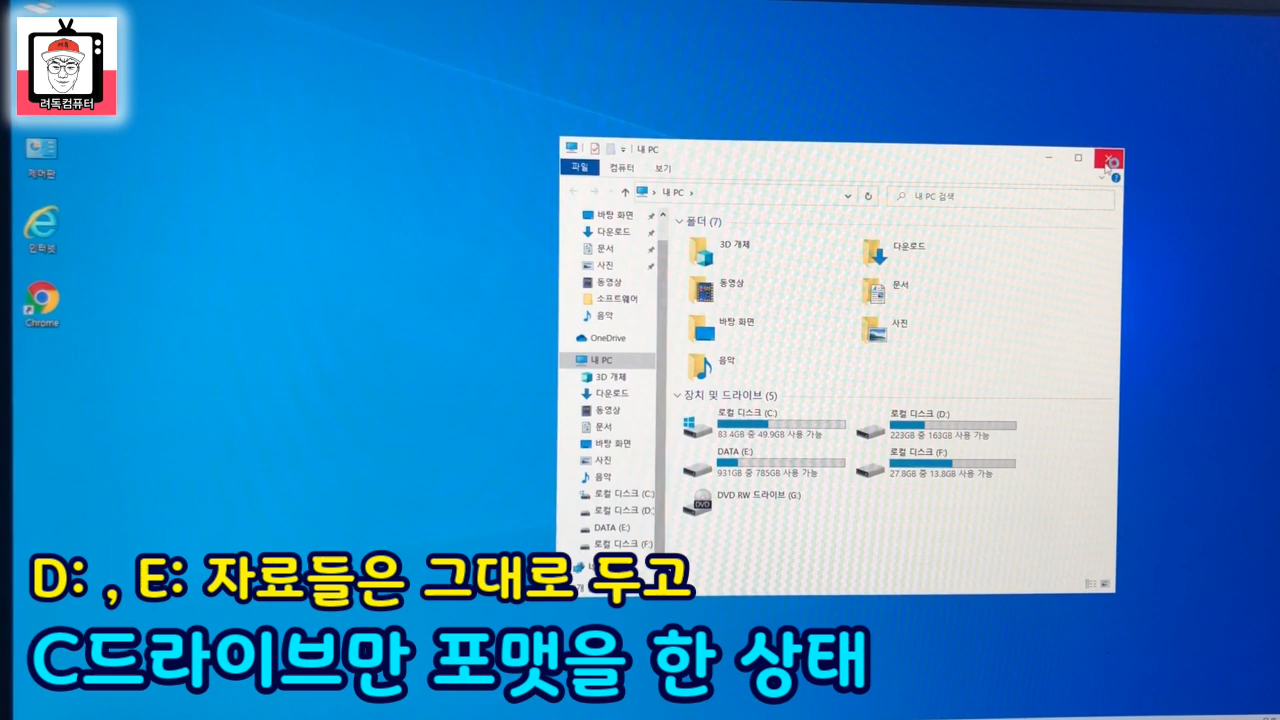 려독컴퓨터
제어판
인터넷
Chrome
내 PC
파일 컴퓨터 보기
내 PC
내 PC 검색
바탕 화면
다운로드
문서
사진
동영상
소프트웨어
음악
OneDrive
내 PC
3D 개체
다운로드
동영상
문서
바탕 화면
사진
음악
로컬 디스크 (C:)
로컬 디스크 (D:
DATA (E:)
로컬 디스크 (F:)
폴더 (7)
3D 개체
다운로드
동영상
문서
바탕 화면
사진
음악
장치 및 드라이브 (5)
로컬 디스크 (C:)
83.4GB 중 49.9GB 사용 가능
로컬 디스크 (D:)
223GB 중 163GB 사용 가능
DATA (E:)
931GB 중 785GB 사용 가능
로컬 디스크 (F:)
27.8GB 중 13.8GB 사용 가능
DVD RW 드라이브 (G:)
D: , E: 자료들은 그대로 두고
C드라이브만 포맷을 한 상태